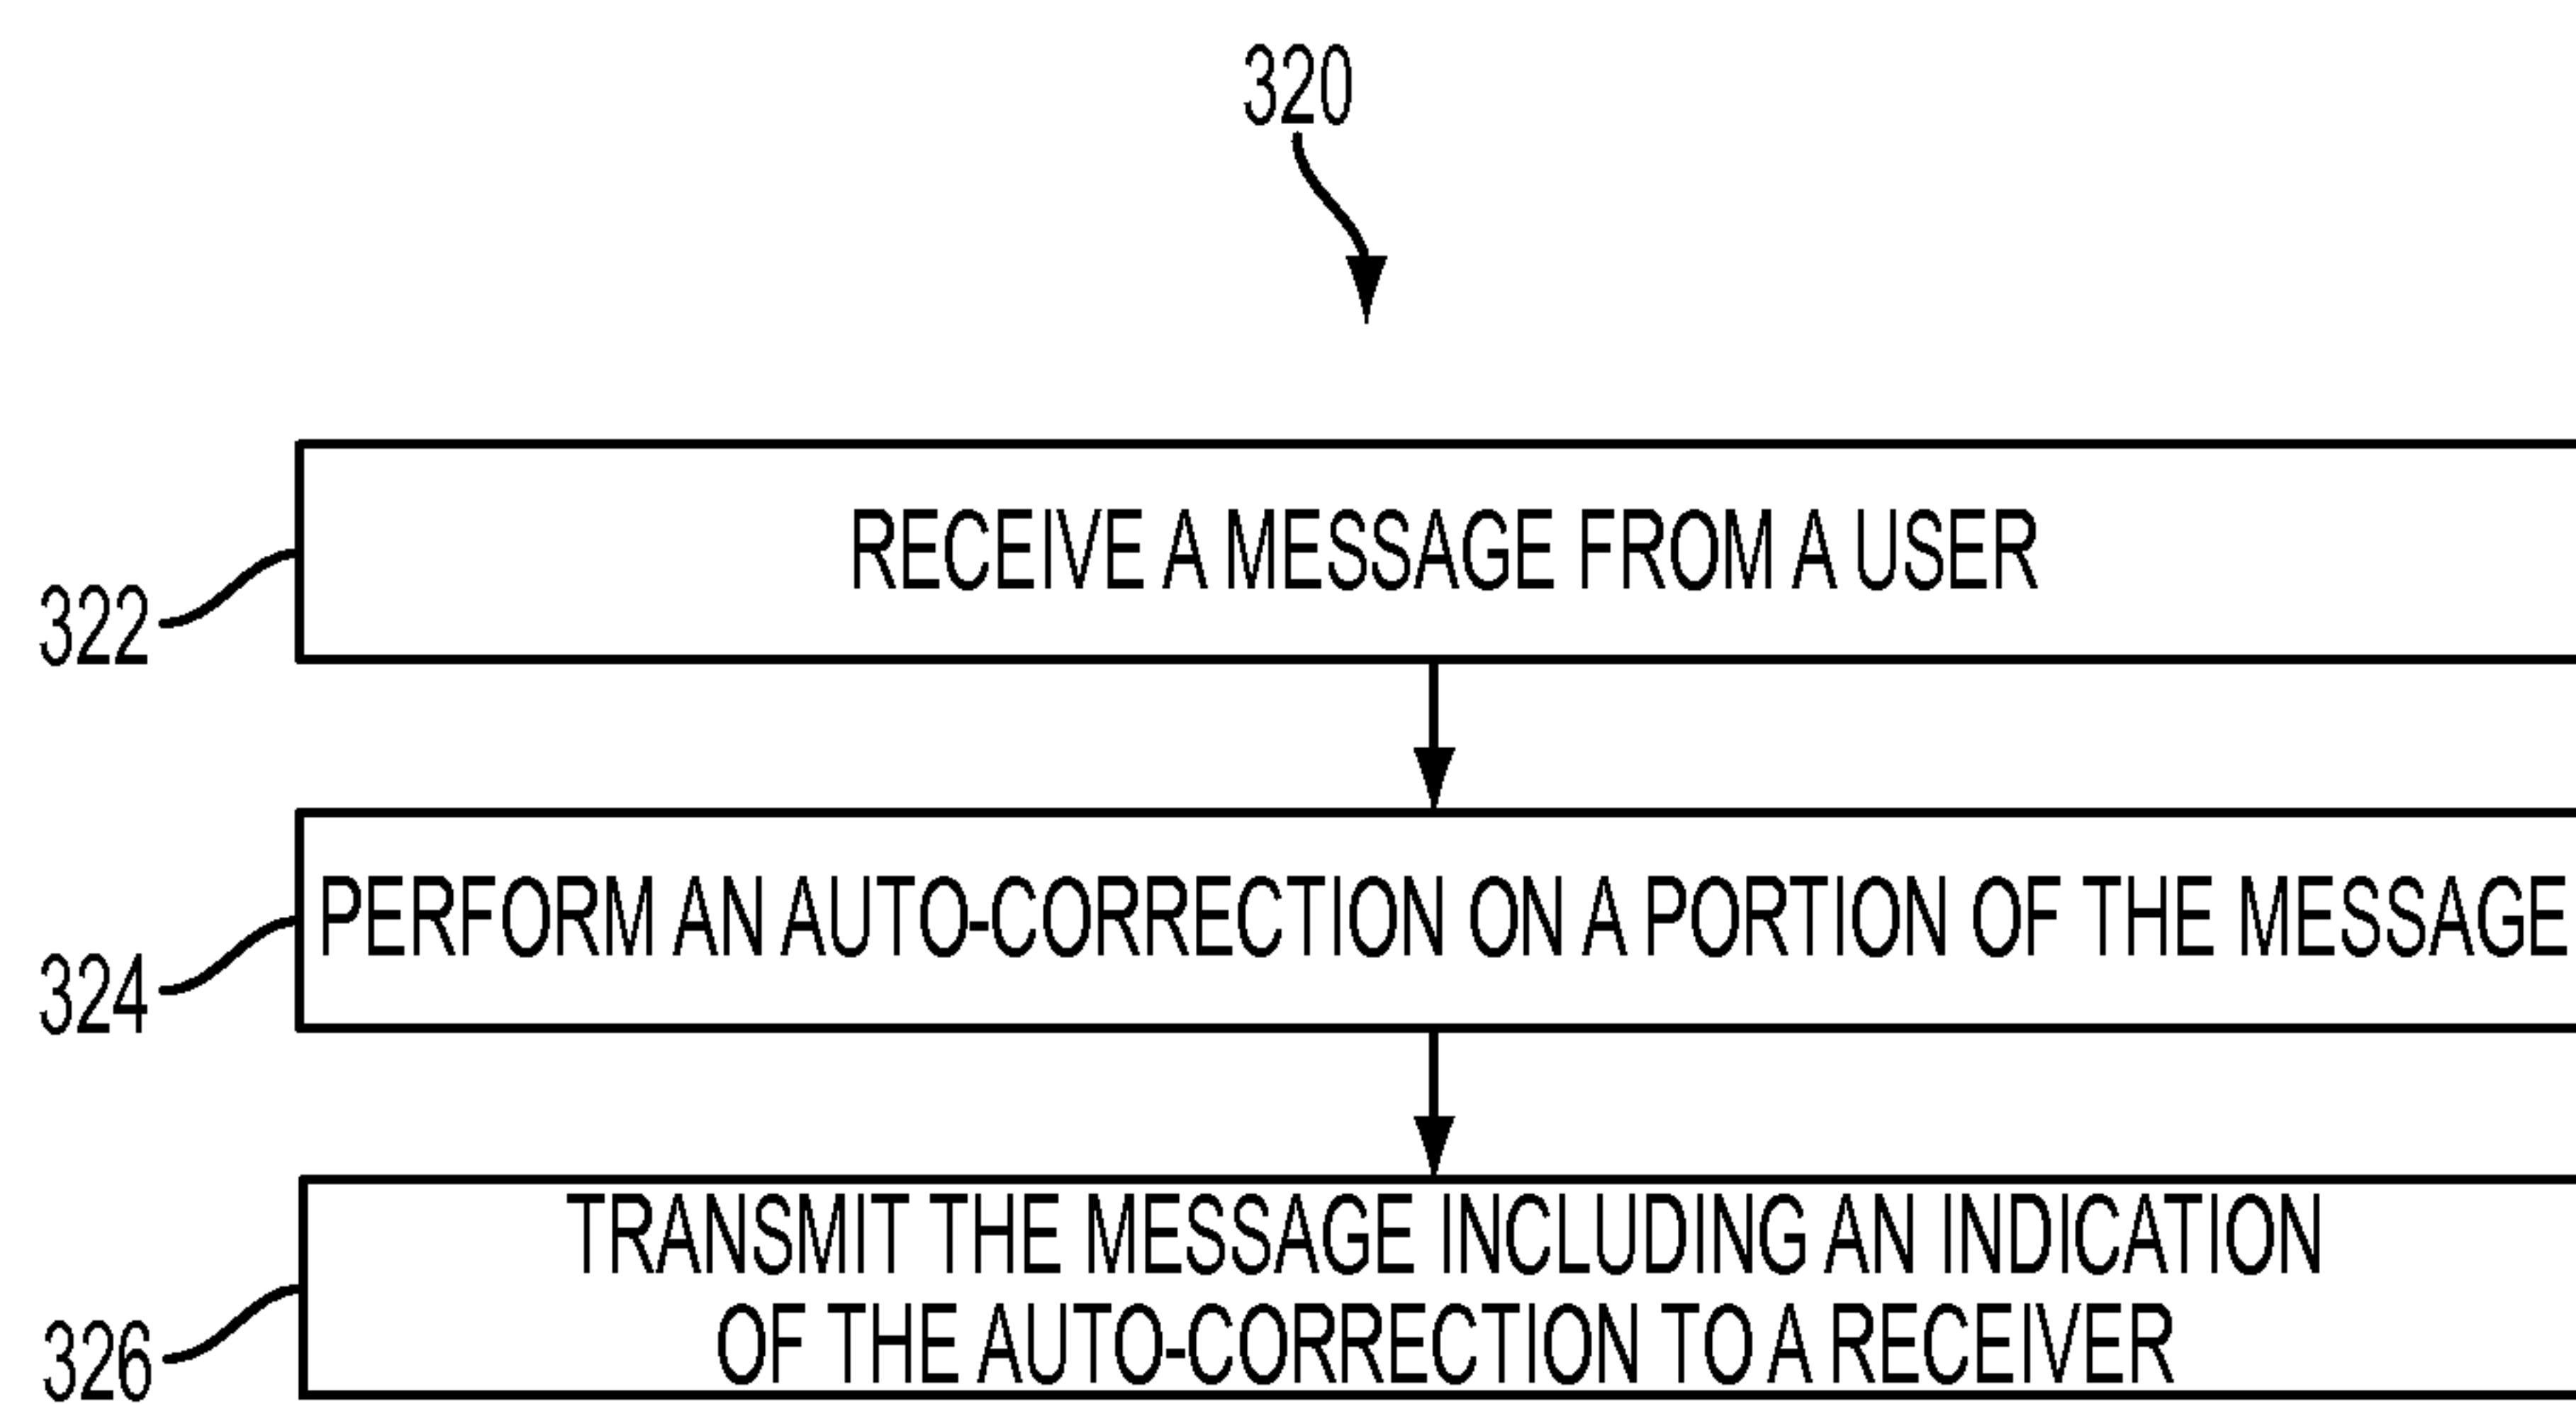 320
RECEIVE A MESSAGE FROM A USER
322
PERFORM AN AUTO-CORRECTION ON A PORTION OF THE MESSAGE
324
TRANSMIT THE MESSAGE INCLUDING AN INDICATION
OF THE AUTO-CORRECTION TO A RECEIVER
326